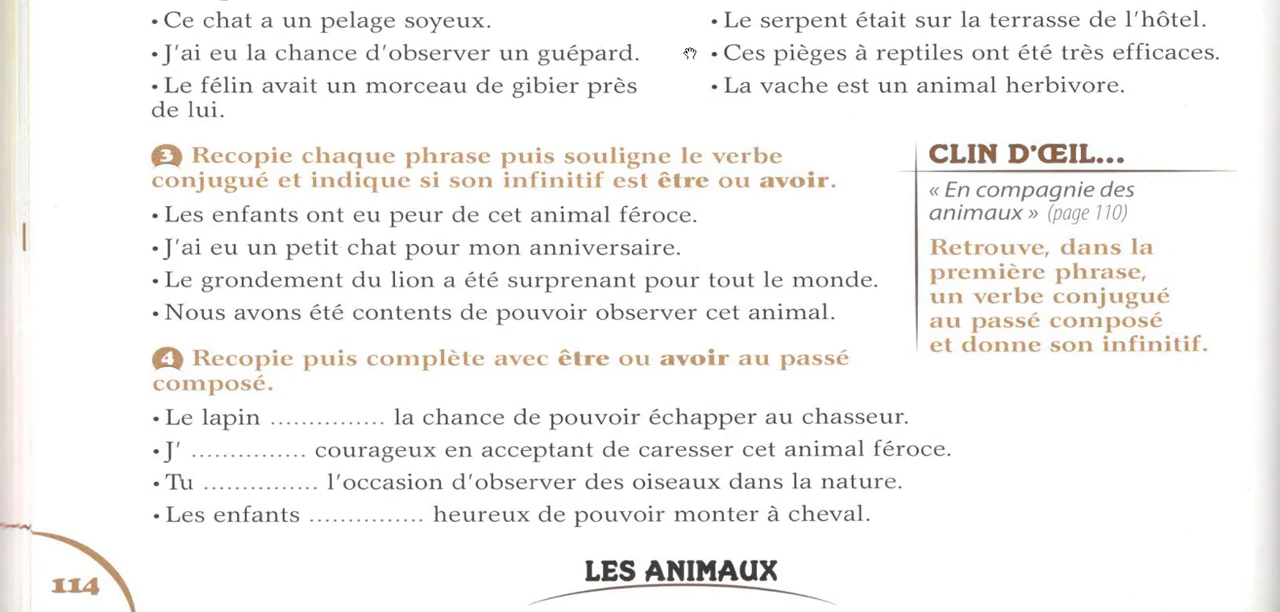 • Ce chat a un pelage soyeux.
• J'ai eu la chance d'observer un guépard.
• Le félin avait un morceau de gibier près
de lui.
• Le serpent était sur la terrasse de l'hôtel.
• Ces pièges à reptiles ont été très efficaces.
• La vache est un animal herbivore.
3 Recopie chaque phrase puis souligne le verbe
conjugué et indique si son infinitif est être ou avoir.
• Les enfants ont eu peur de cet animal féroce.
• J'ai eu un petit chat pour mon anniversaire.
• Le grondement du lion a été surprenant pour tout le monde.
• Nous avons été contents de pouvoir observer cet animal.
4 Recopie puis complète avec être ou avoir au passé
composé.
• Le lapin ............... la chance de pouvoir échapper au chasseur.
• J' ............... courageux en acceptant de caresser cet animal féroce.
• Tu ............... l'occasion d'observer des oiseaux dans la nature.
• Les enfants ............... heureux de pouvoir monter à cheval.
CLIN D'ŒIL...
« En compagnie des
animaux » (page 110)
Retrouve, dans la
première phrase,
un verbe conjugué
au passé composé
et donne son infinitif.
114
LES ANIMAUX